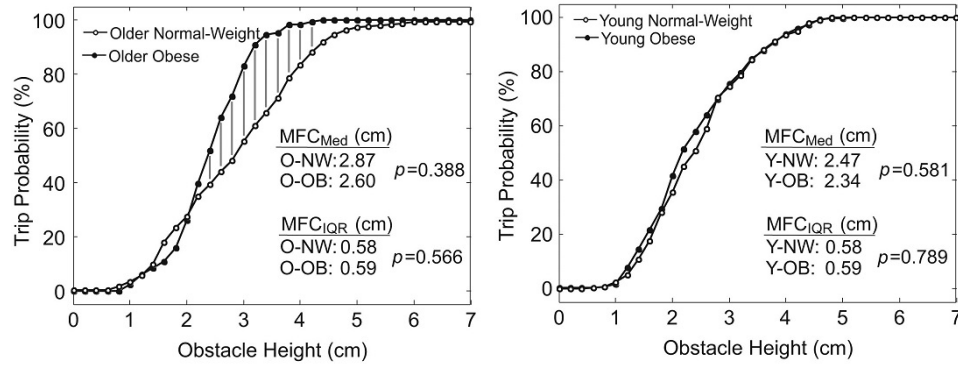 Older Normal-Weight
Older Obese
Trip Probability (%)
100
80
60
40
20
0
MFCMed (cm)
O-NW: 2.87
O-OB: 2.60
p=0.388
MFCIQR (cm)
O-NW: 0.58
O-OB: 0.59
p=0.566
0 1 2 3 4 5 6 7
Obstacle Height (cm)
Young Normal-Weight
Young Obese
Trip Probability (%)
100
80
60
40
20
0
MFCMed (cm)
Y-NW: 2.47
Y-OB: 2.34
p=0.581
MFCIQR (cm)
Y-NW: 0.58
Y-OB: 0.59
p=0.789
0 1 2 3 4 5 6 7
Obstacle Height (cm)